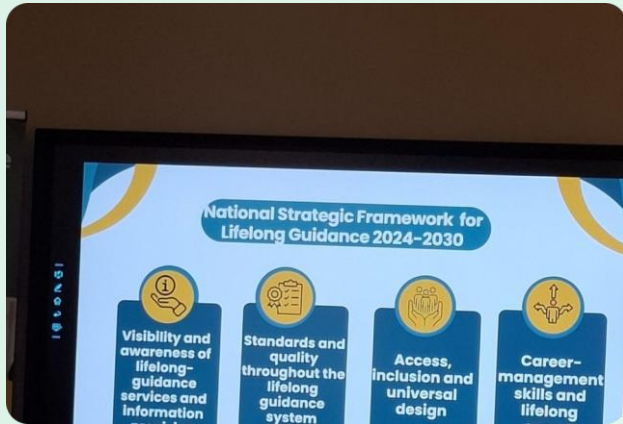 National Strategic Framework for
Lifelong Guidance 2024-2030
Visibility and
awareness of
lifelong-
guidance
services and
information
Standards and
quality
throughout the
lifelong
guidance
system
Access,
inclusion and
universal
design
Career-
management
skills and
lifelong